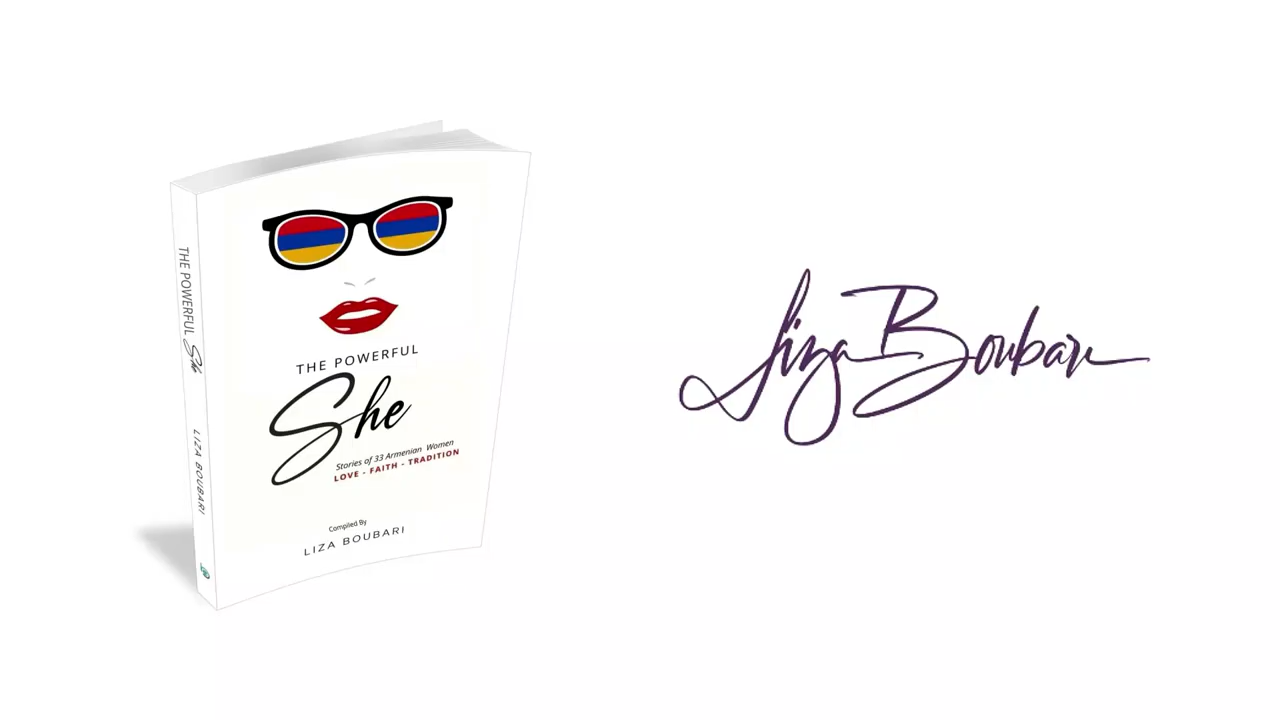 THE POWERFUL
She
Stories of 33 Armenian Women
LOVE - FAITH - TRADITION
Compiled By
LIZA BOUBARI
THE POWERFUL She
LIZA BOUBARI
Liza Boubari